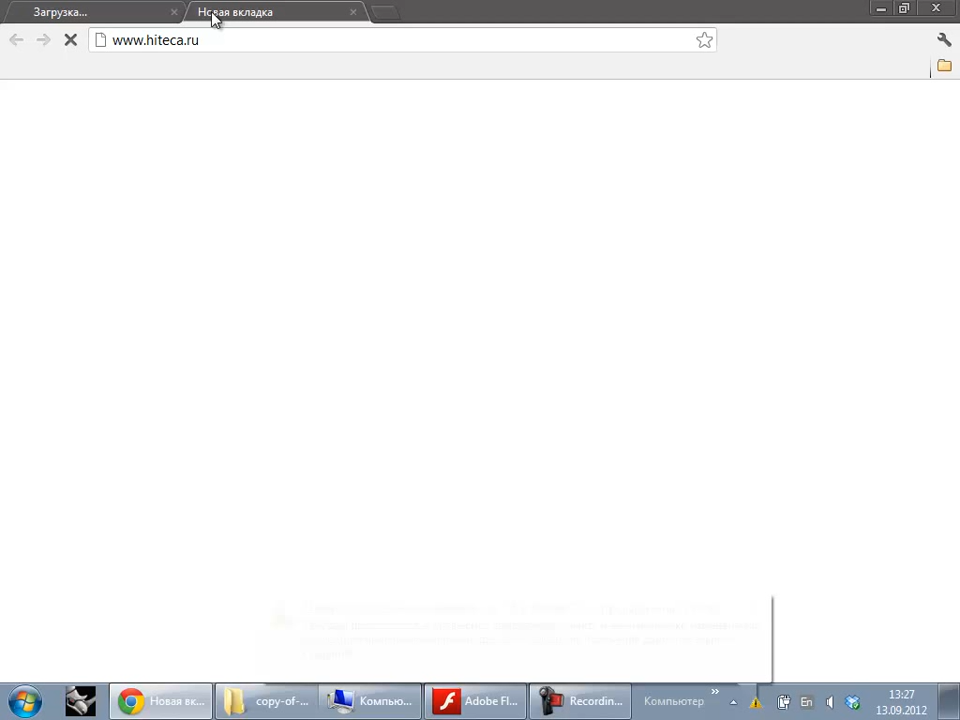 Загрузка...
Новая вкладка
www.hiteca.ru
Новая вк...
copy-of-...
Компью...
Adobe Fl...
Recordin...
Компьютер
En
13:27
13.09.2012